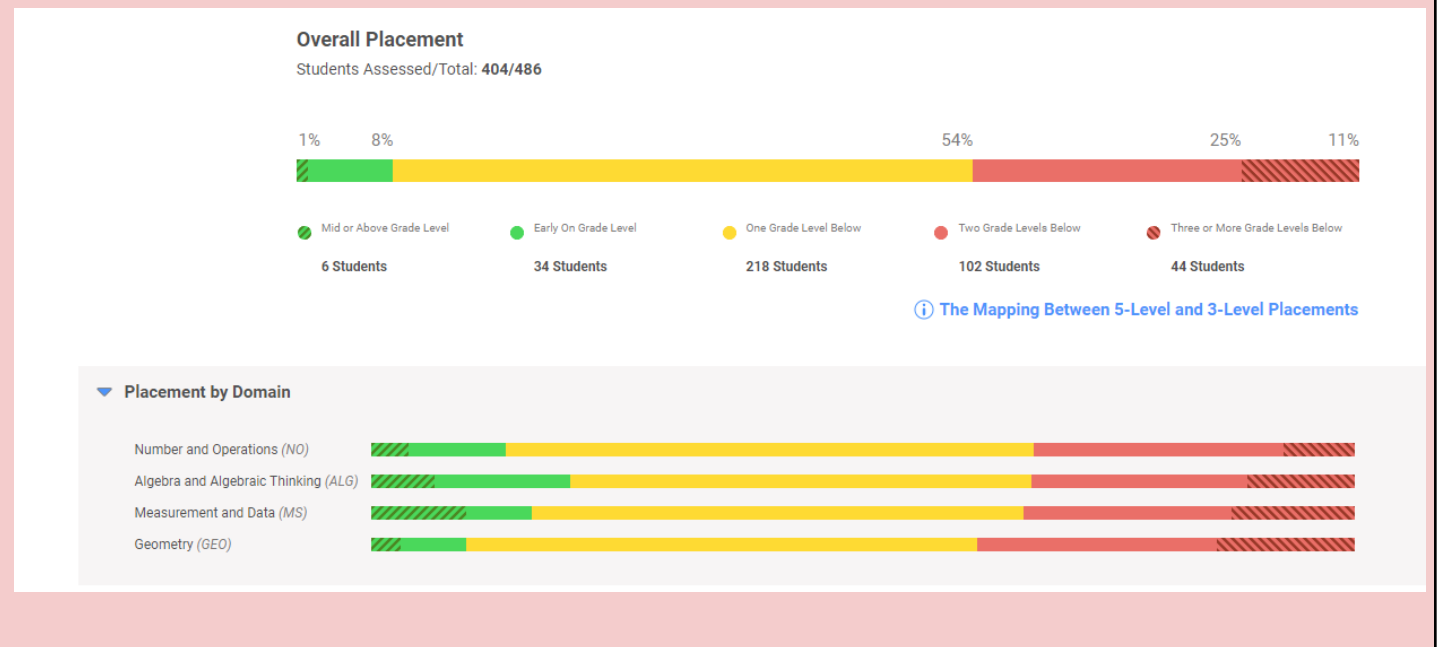 Overall Placement
Students Assessed/Total: 404/486
1% 8% 54% 25% 11%
Mid or Above Grade Level Early On Grade Level One Grade Level Below Two Grade Levels Below Three or More Grade Levels Below
6 Students 34 Students 218 Students 102 Students 44 Students
The Mapping Between 5-Level and 3-Level Placements
Placement by Domain
Number and Operations (NO)
Algebra and Algebraic Thinking (ALG)
Measurement and Data (MS)
Geometry (GEO)